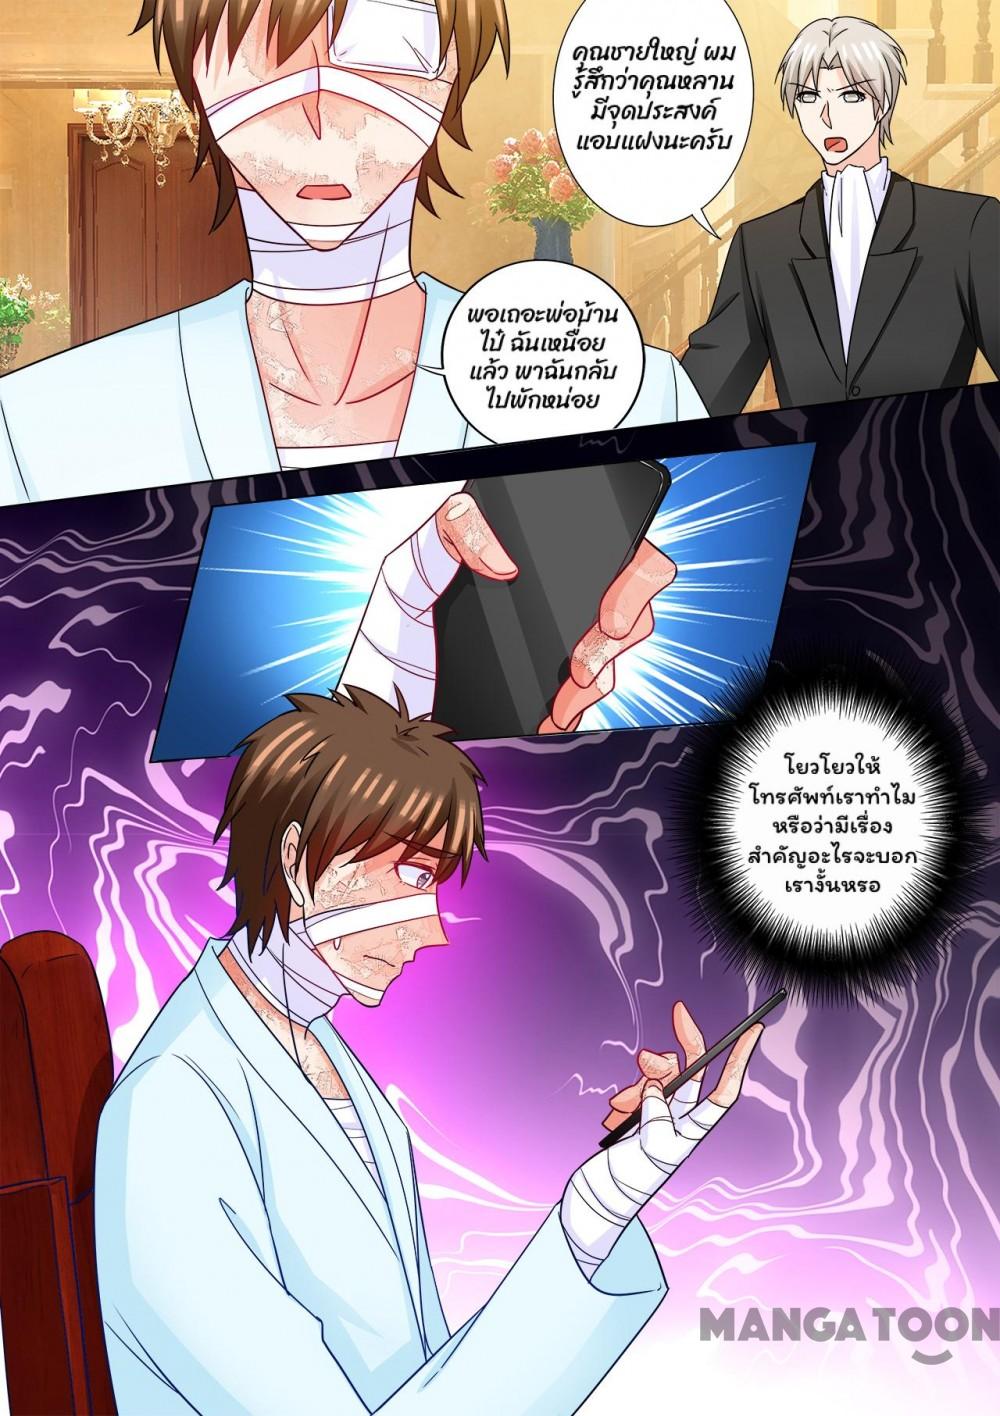 คุณชายใหญ่ ผม
รู้สึกว่าคุณหลาน
มีจุดประสงค์
แอบแฝงนะครับ
พอเถอะพ่อบ้าน
ไป๋ ฉันเหนื่อย
แล้ว พาฉันกลับ
ไปพักหน่อย
โยวโยวให้
โทรศัพท์เราทำไม
หรือว่ามีเรื่อง
สำคัญอะไรจะบอก
เรางั้นหรอ
MANGATOON